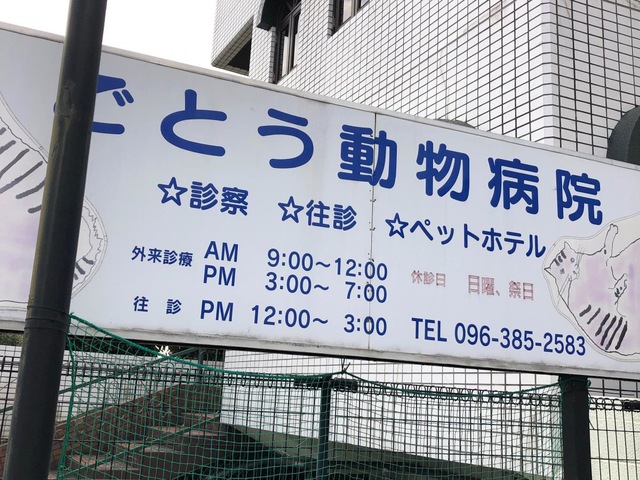 ごとう動物病院
☆診察 ☆往診 ☆ペットホテル
外来診療 AM 9:00～12:00
PM 3:00～ 7:00
休診日 日曜、祭日
往 診 PM 12:00～ 3:00
TEL 096-385-2583